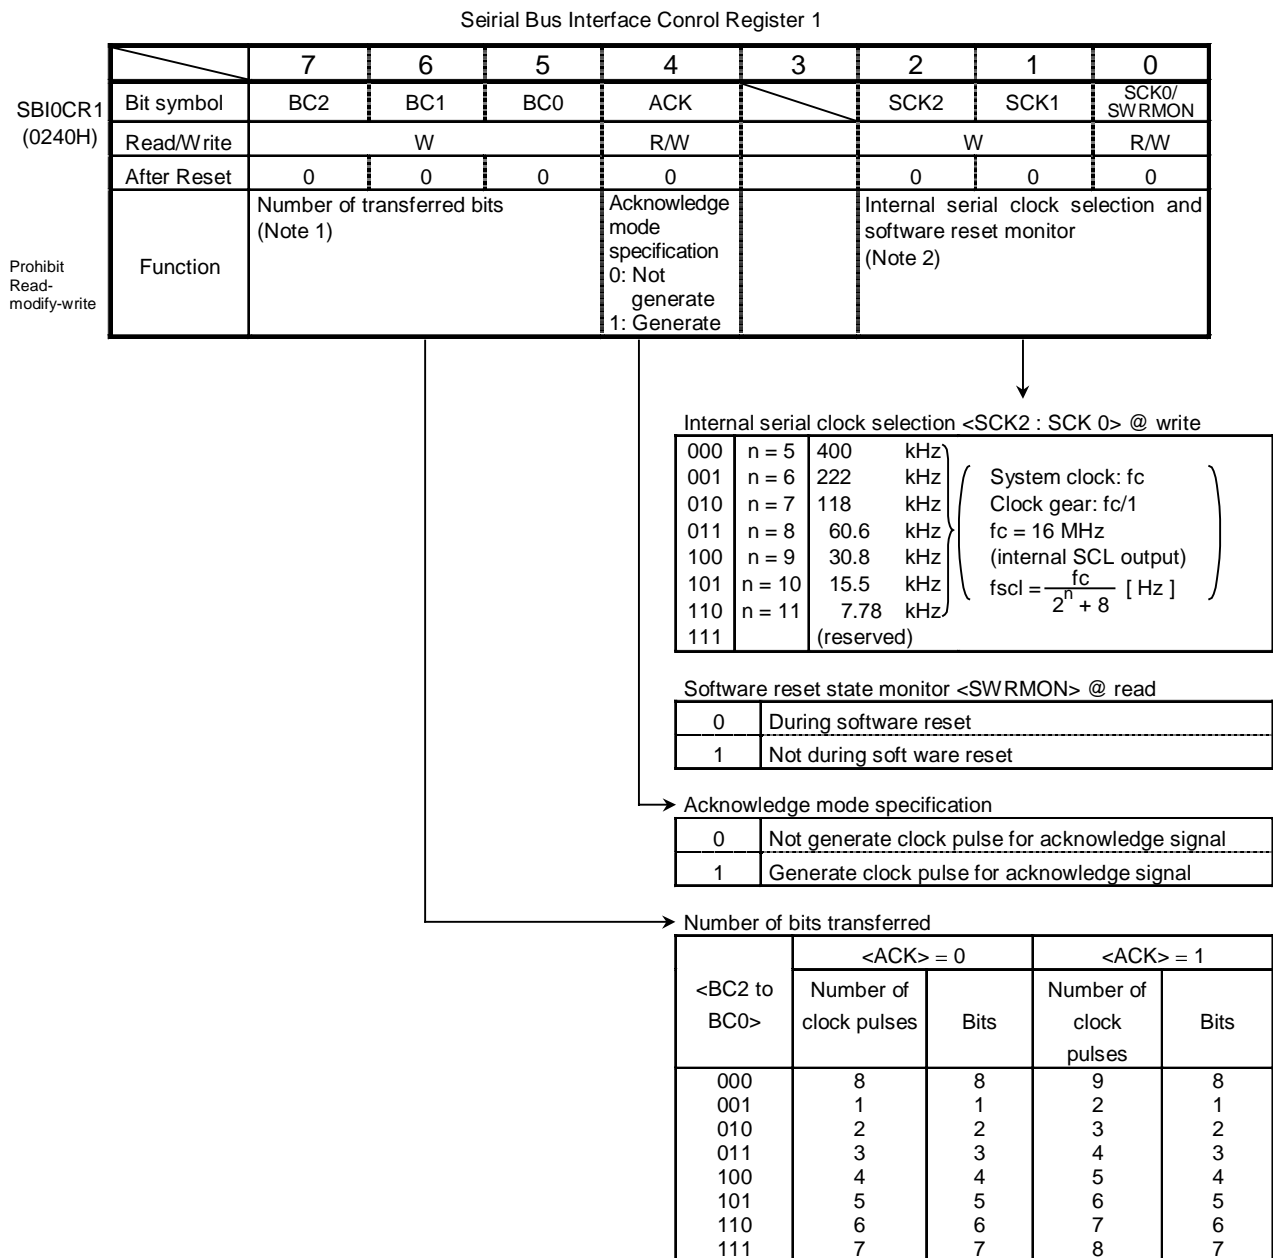 Seirial Bus Interface Conrol Register 1
7 6 5 4 3 2 1 0
SBI0CR1
(0240H)
Bit symbol BC2 BC1 BC0 ACK SCK2 SCK1 SCK0/
SWRMON
Read/Write W R/W W R/W
After Reset 0 0 0 0 0 0 0
Prohibit
Read-
modify-write
Function
Number of transferred bits
(Note 1)
Acknowledge
mode
specification
0: Not
generate
1: Generate
Internal serial clock selection and
software reset monitor
(Note 2)
Internal serial clock selection <SCK2 : SCK 0> @ write
000 n = 5 400 kHz
001 n = 6 222 kHz
010 n = 7 118 kHz
011 n = 8 60.6 kHz
100 n = 9 30.8 kHz
101 n = 10 15.5 kHz
110 n = 11 7.78 kHz
111 (reserved)
System clock: fc
Clock gear: fc/1
fc = 16 MHz
(internal SCL output)
fscl = fc / 2^n + 8 [ Hz ]
Software reset state monitor <SWRMON> @ read
0 During software reset
1 Not during soft ware reset
Acknowledge mode specification
0 Not generate clock pulse for acknowledge signal
1 Generate clock pulse for acknowledge signal
Number of bits transferred
<BC2 to
BC0>
<ACK> = 0 <ACK> = 1
Number of
clock pulses
Bits
Number of
clock
pulses
Bits
000 8 8 9 8
001 1 1 2 1
010 2 2 3 2
011 3 3 4 3
100 4 4 5 4
101 5 5 6 5
110 6 6 7 6
111 7 7 8 7